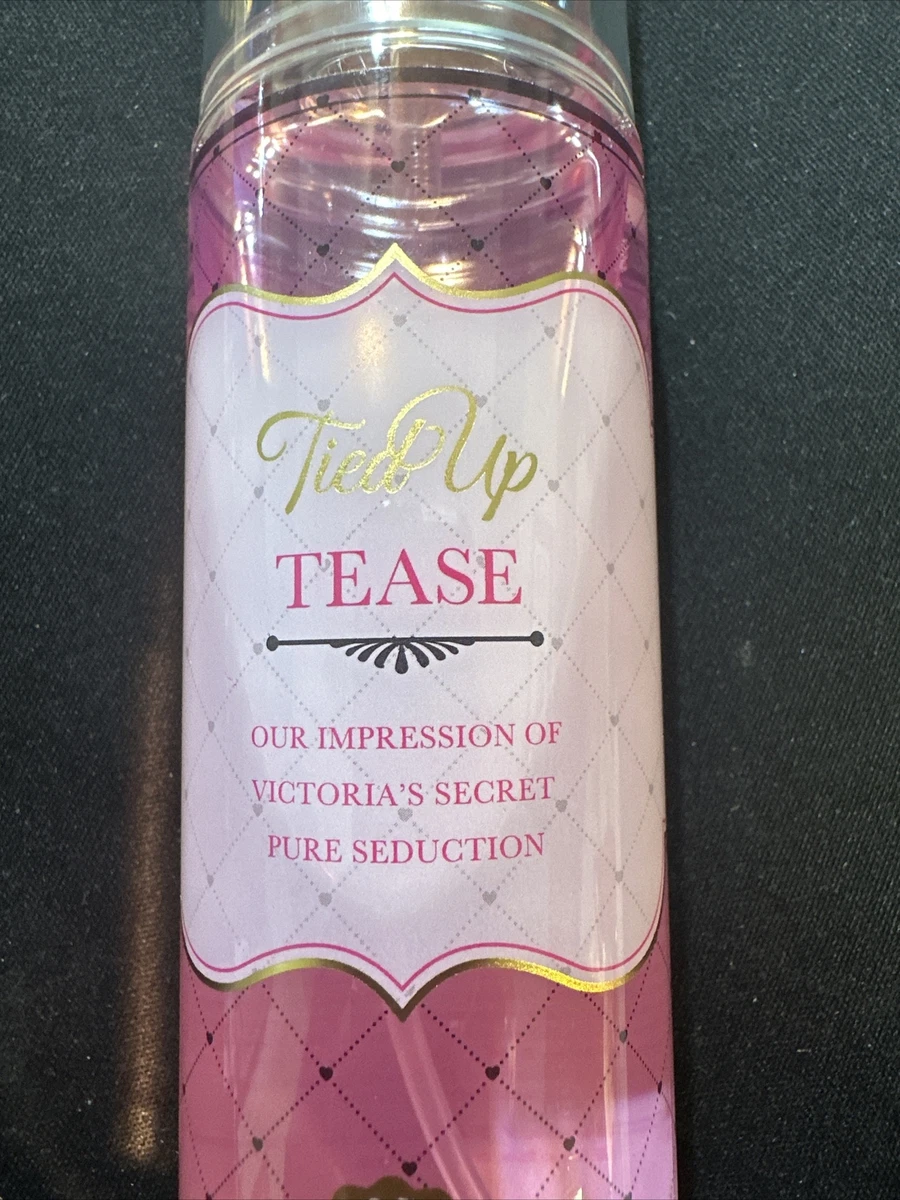 Tied Up
TEASE
OUR IMPRESSION OF
VICTORIA'S SECRET
PURE SEDUCTION